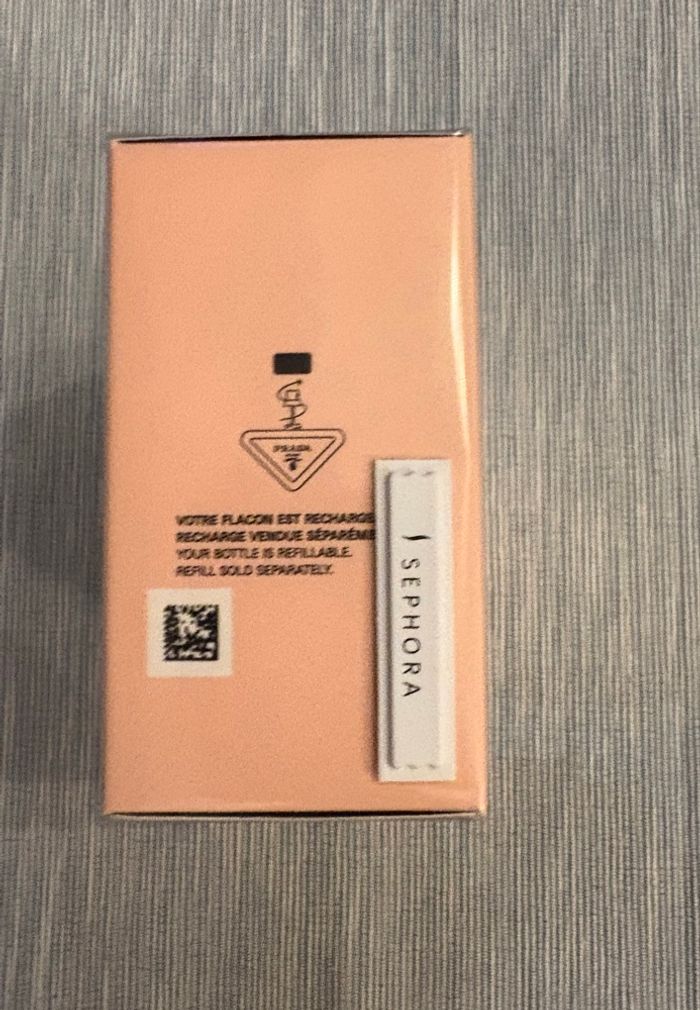 PRADA
VOTRE FLACON EST RECHARGE
RECHARGE VENDUE SÉPARÉME
YOUR BOTTLE IS REFILLABLE.
REFILL SOLD SEPARATELY.
SEPHORA